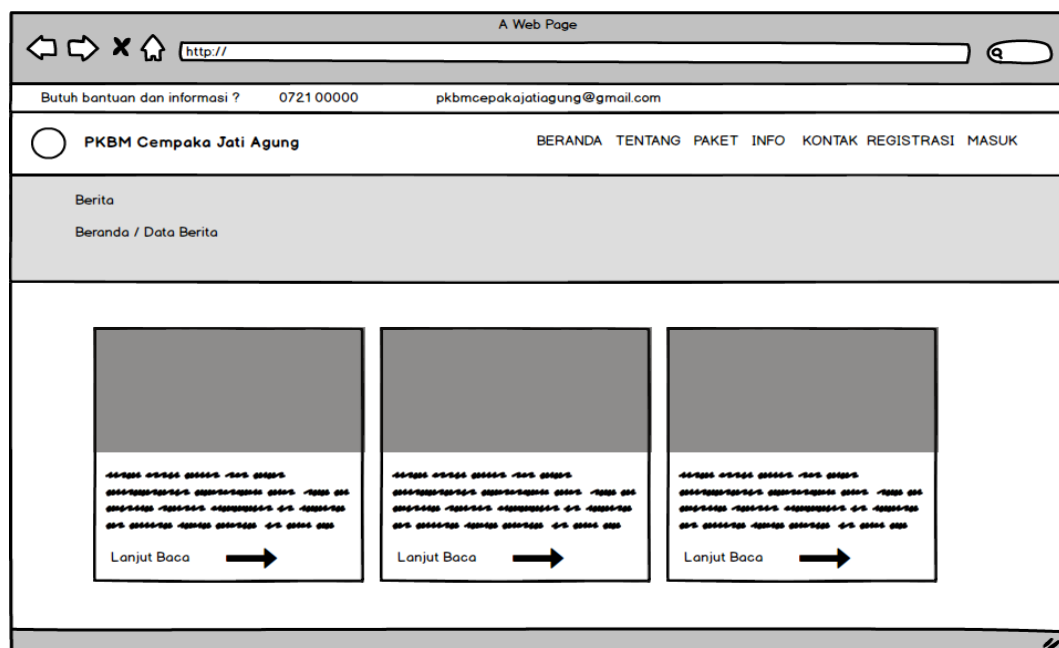 A Web Page
http://
Butuh bantuan dan informasi ? 0721 00000 pkbmcepakajatiagung@gmail.com
PKBM Cempaka Jati Agung BERANDA TENTANG PAKET INFO KONTAK REGISTRASI MASUK
Berita
Beranda / Data Berita
Lanjut Baca Lanjut Baca Lanjut Baca